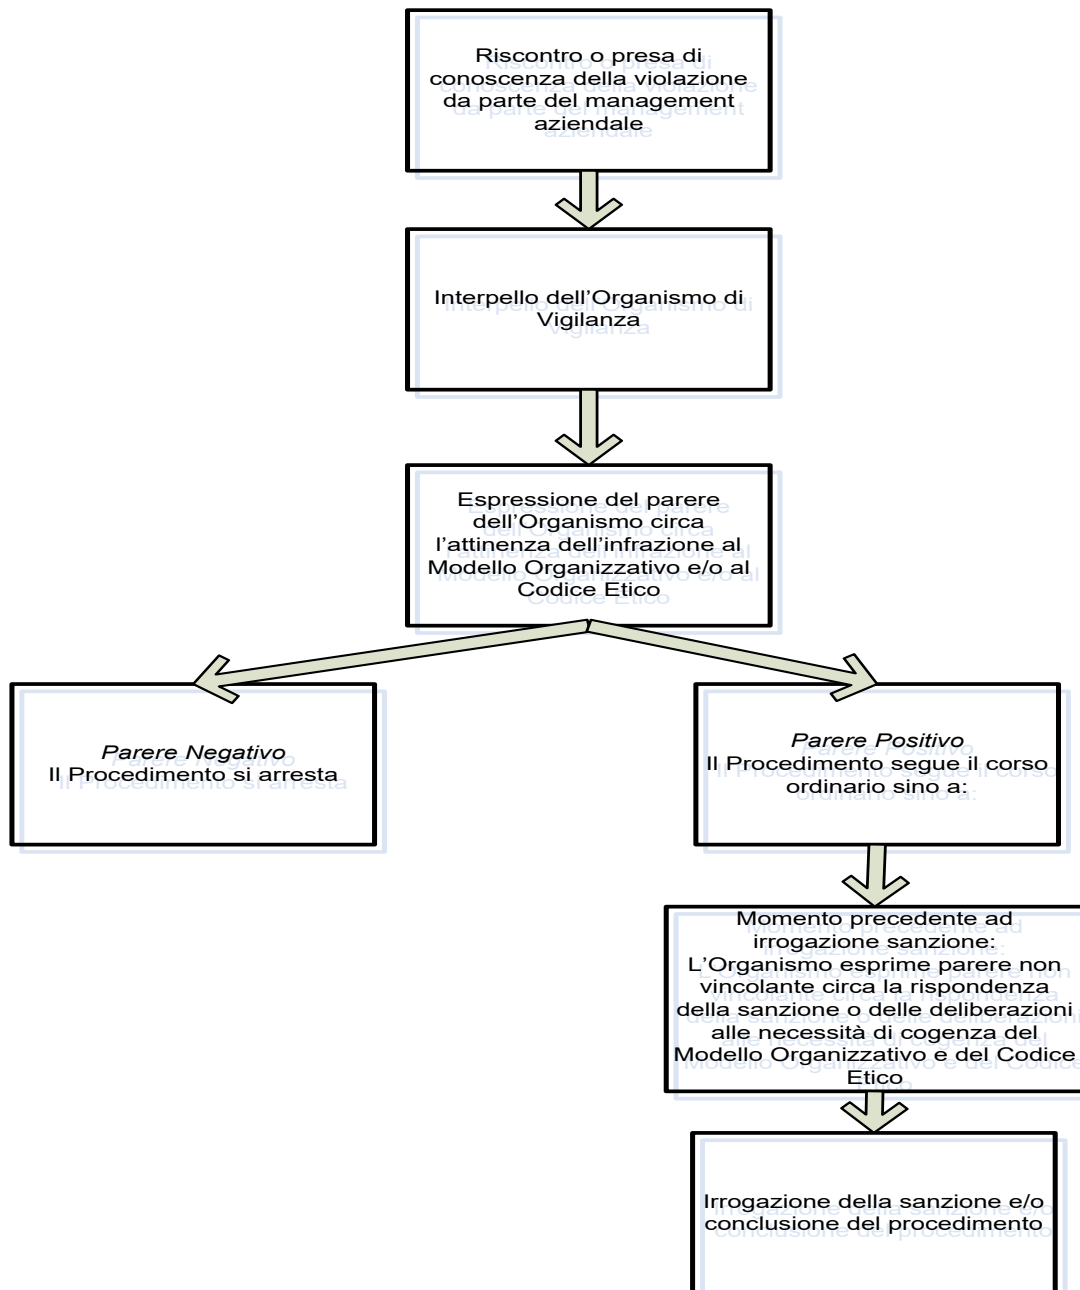 Riscontro o presa di
conoscenza della violazione
da parte del management
aziendale
Interpello dell’Organismo di
Vigilanza
Espressione del parere
dell’Organismo circa
l’attinenza dell’infrazione al
Modello Organizzativo e/o al
Codice Etico
Parere Negativo
Il Procedimento si arresta
Parere Positivo
Il Procedimento segue il corso
ordinario sino a:
Momento precedente ad
irrogazione sanzione:
L’Organismo esprime parere non
vincolante circa la rispondenza
della sanzione o delle deliberazioni
alle necessità di cogenza del
Modello Organizzativo e del Codice
Etico
Irrogazione della sanzione e/o
conclusione del procedimento